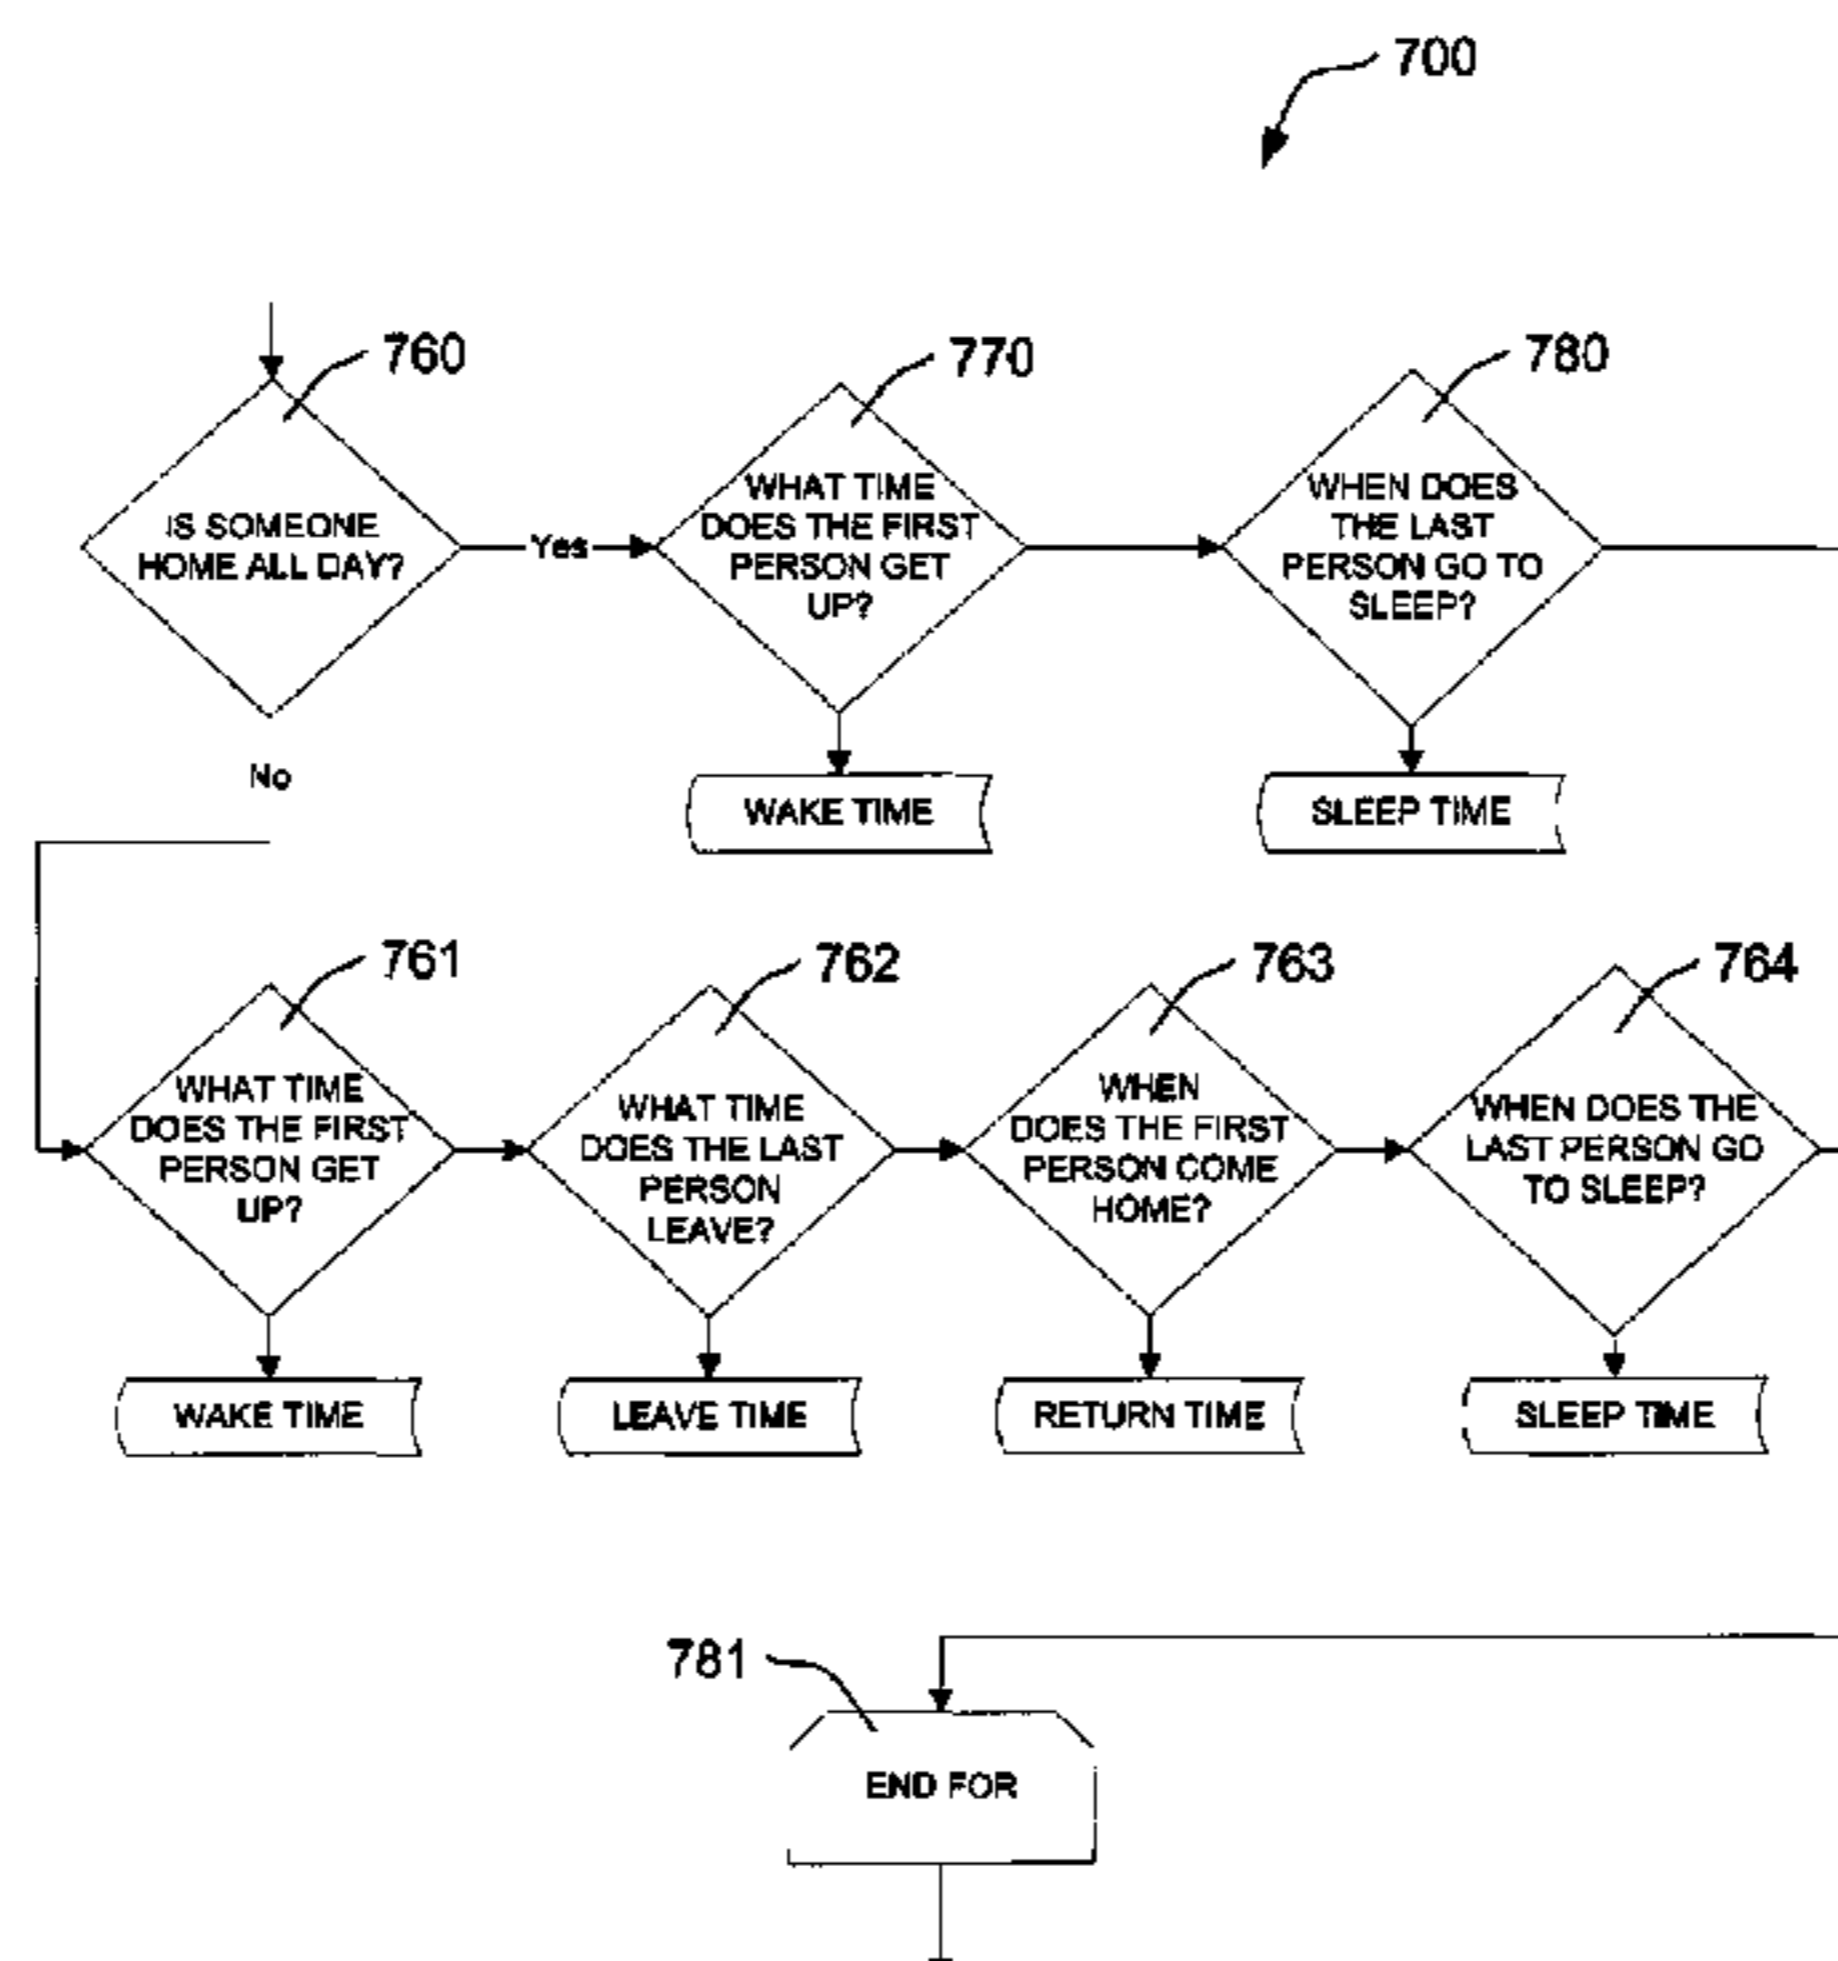 700
760
IS SOMEONE
HOME ALL DAY?
Yes
No
770
WHAT TIME
DOES THE FIRST
PERSON GET
UP?
WAKE TIME
780
WHEN DOES
THE LAST
PERSON GO TO
SLEEP?
SLEEP TIME
761
WHAT TIME
DOES THE FIRST
PERSON GET
UP?
WAKE TIME
762
WHAT TIME
DOES THE LAST
PERSON
LEAVE?
LEAVE TIME
763
WHEN
DOES THE FIRST
PERSON COME
HOME?
RETURN TIME
764
WHEN DOES THE
LAST PERSON GO
TO SLEEP?
SLEEP TIME
781
END FOR